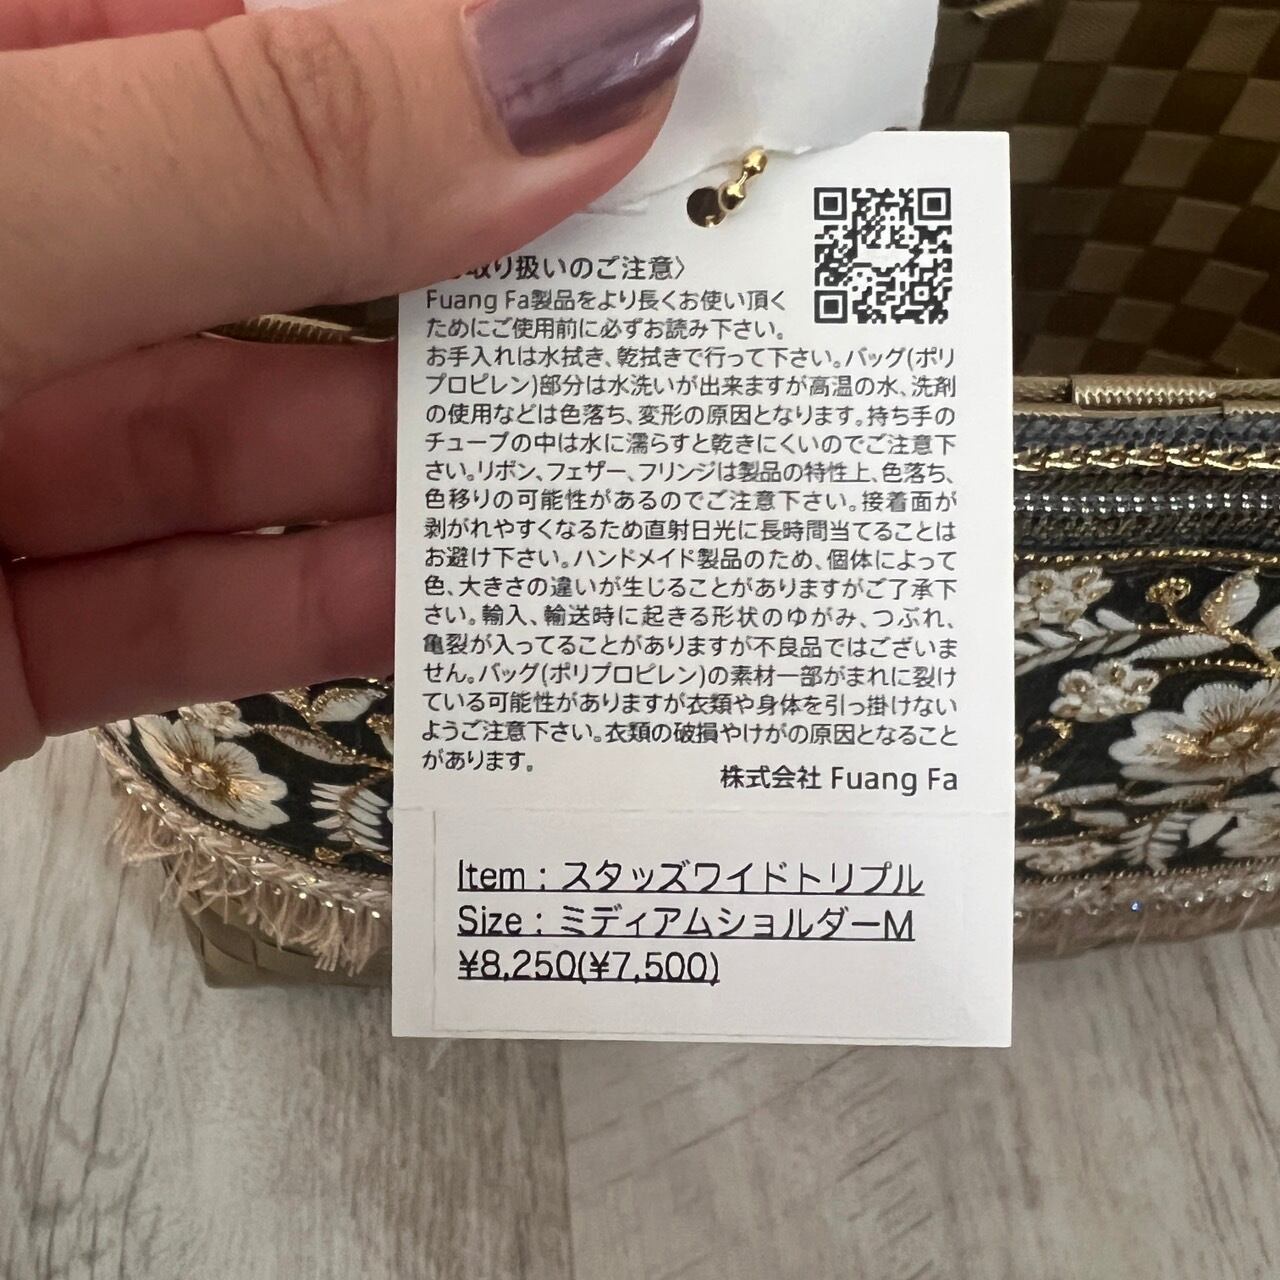 取り扱いのご注意〉
Fuang Fa製品をより長くお使い頂く
ためにご使用前に必ずお読み下さい。
お手入れは水拭き、乾拭きで行って下さい。バッグ(ポリ
プロピレン)部分は水洗いが出来ますが高温の水、洗剤
の使用などは色落ち、変形の原因となります。持ち手の
チューブの中は水に濡らすと乾きにくいのでご注意下
さい。リボン、フェザー、フリンジは製品の特性上、色落ち、
色移りの可能性があるのでご注意下さい。接着面が
剥がれやすくなるため直射日光に長時間当てることは
お避け下さい。ハンドメイド製品のため、個体によって
色、大きさの違いが生じることがありますがご了承下
さい。輸入、輸送時に起きる形状のゆがみ、つぶれ、
亀裂が入ってることがありますが不良品ではございま
せん。バッグ(ポリプロピレン)の素材一部がまれに裂け
ている可能性がありますが衣類や身体を引っ掛けない
ようご注意下さい。衣類の破損やけがの原因となること
があります。
株式会社 Fuang Fa
Item：スタッズワイドトリプル
Size：ミディアムショルダーM
¥8,250(¥7,500)